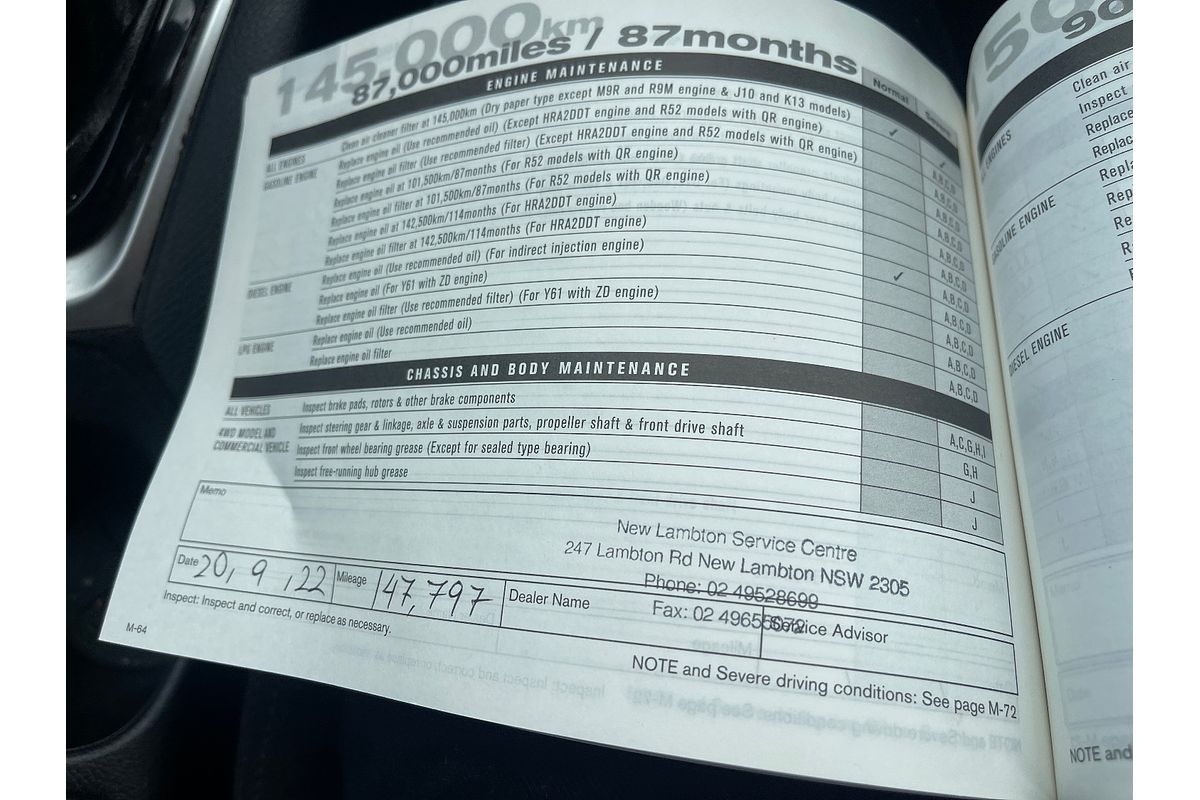 145,000km
87,000miles / 87months
ENGINE MAINTENANCE
Normal Severe
ALL ENGINES Clean air cleaner filter at 145,000km (Dry paper type except M9R and R9M engine & J10 and K13 models) ✓
GASOLINE ENGINE Replace engine oil (Use recommended oil) (Except HRA2DDT engine and R52 models with QR engine) A,B,C,D
Replace engine oil filter (Use recommended filter) (Except HRA2DDT engine and R52 models with QR engine) A,B,C,D
Replace engine oil at 101,500km/87months (For R52 models with QR engine) A,B,C,D
Replace engine oil filter at 101,500km/87months (For R52 models with QR engine) A,B,C,D
Replace engine oil at 142,500km/114months (For HRA2DDT engine) A,B,C,D
Replace engine oil filter at 142,500km/114months (For HRA2DDT engine) A,B,C,D
DIESEL ENGINE Replace engine oil (Use recommended oil) (For indirect injection engine) ✓ A,B,C,D
Replace engine oil (For Y61 with ZD engine) A,B,C,D
Replace engine oil filter (Use recommended filter) (For Y61 with ZD engine) A,B,C,D
LPG ENGINE Replace engine oil (Use recommended oil) A,B,C,D
Replace engine oil filter A,B,C,D
CHASSIS AND BODY MAINTENANCE
ALL VEHICLES Inspect brake pads, rotors & other brake components A,C,G,H,I
4WD MODEL AND Inspect steering gear & linkage, axle & suspension parts, propeller shaft & front drive shaft G,H
COMMERCIAL VEHICLE Inspect front wheel bearing grease (Except for sealed type bearing) J
Inspect free-running hub grease J
Memo
New Lambton Service Centre
247 Lambton Rd New Lambton NSW 2305
Phone: 02 49528699
Fax: 02 49655072
Date 20, 9, 22 Mileage 147,797 Dealer Name Service Advisor
Inspect: Inspect and correct, or replace as necessary.
NOTE and Severe driving conditions: See page M-72
M-64
90
Clean air
Inspect
Replace
GASOLINE ENGINE
DIESEL ENGINE
NOTE and